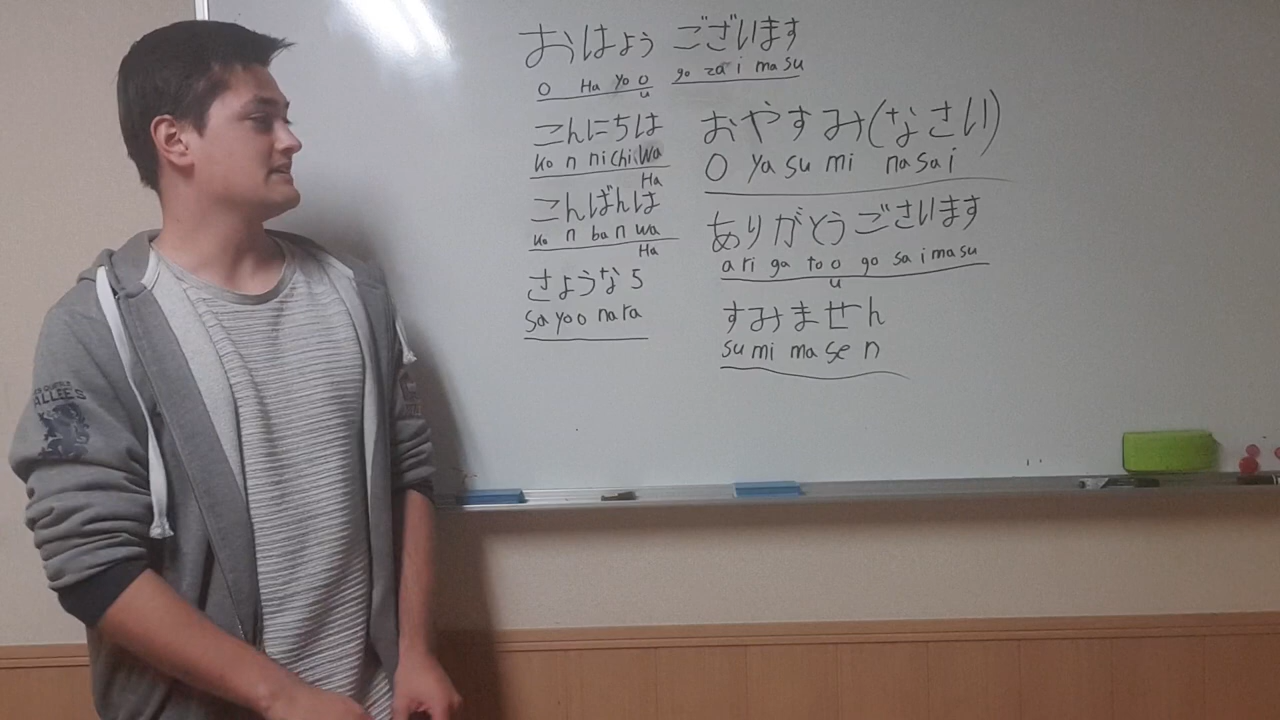 おはよう ございます
O Ha yo o go za i ma su
u
こんにちは
ko n ni chi wa
Ha
こんばんは
ko n ba n wa
Ha
さようなら
sa yo o na ra
おやすみ(なさい)
O ya su mi na sa i
ありがとうございます
a ri ga to o go sa i ma su
u
すみません
su mi ma se n
ALLEES